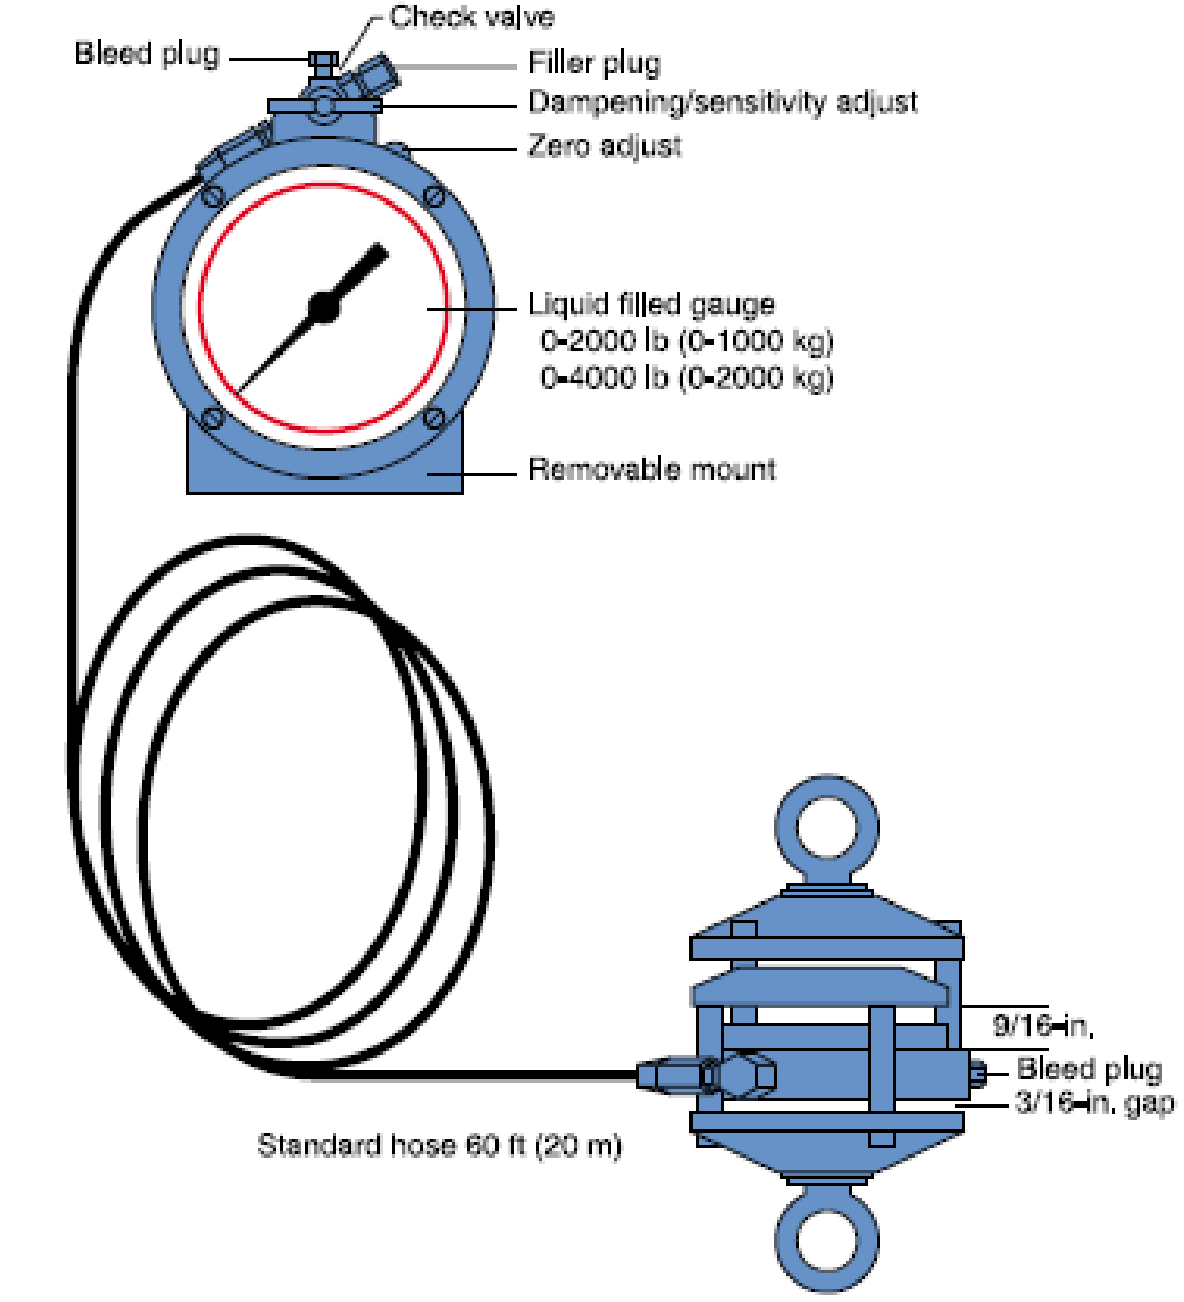 Check valve
Bleed plug
Filler plug
Dampening/sensitivity adjust
Zero adjust
Liquid filled gauge
0-2000 lb (0-1000 kg)
0-4000 lb (0-2000 kg)
Removable mount
9/16-in.
Bleed plug
3/16-in. gap
Standard hose 60 ft (20 m)